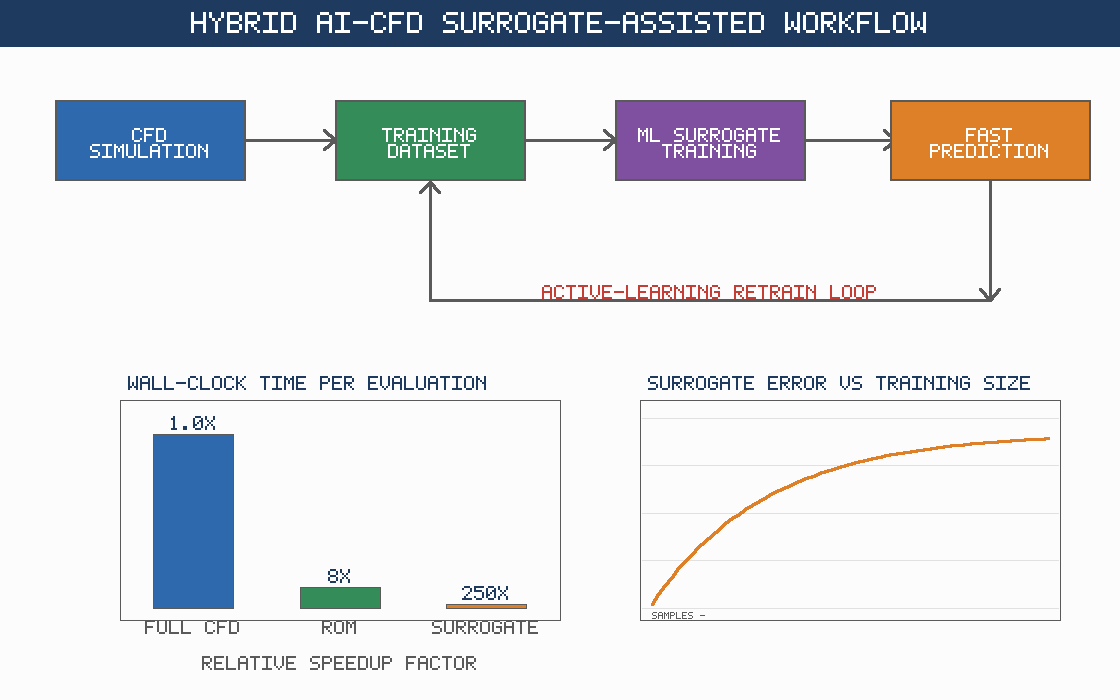 HYBRID AI-CFD SURROGATE-ASSISTED WORKFLOW
CFD
SIMULATION
TRAINING
DATASET
ML SURROGATE
TRAINING
FAST
PREDICTION
ACTIVE-LEARNING RETRAIN LOOP
WALL-CLOCK TIME PER EVALUATION
1.0X
8X
250X
FULL CFD
ROM
SURROGATE
RELATIVE SPEEDUP FACTOR
SURROGATE ERROR VS TRAINING SIZE
SAMPLES -